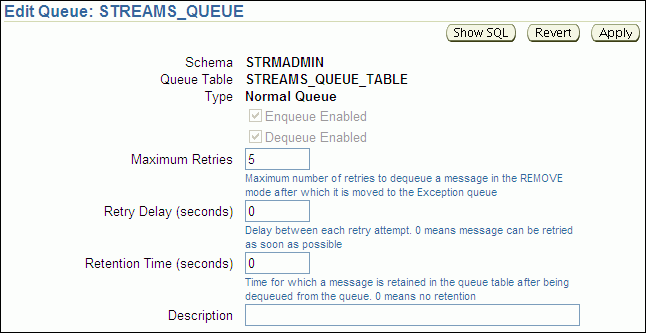 Edit Queue: STREAMS_QUEUE
Show SQL Revert Apply
Schema STRMADMIN
Queue Table STREAMS_QUEUE_TABLE
Type Normal Queue
Enqueue Enabled
Dequeue Enabled
Maximum Retries 5
Maximum number of retries to dequeue a message in the REMOVE
mode after which it is moved to the Exception queue
Retry Delay (seconds) 0
Delay between each retry attempt. 0 means message can be retried
as soon as possible
Retention Time (seconds) 0
Time for which a message is retained in the queue table after being
dequeued from the queue. 0 means no retention
Description